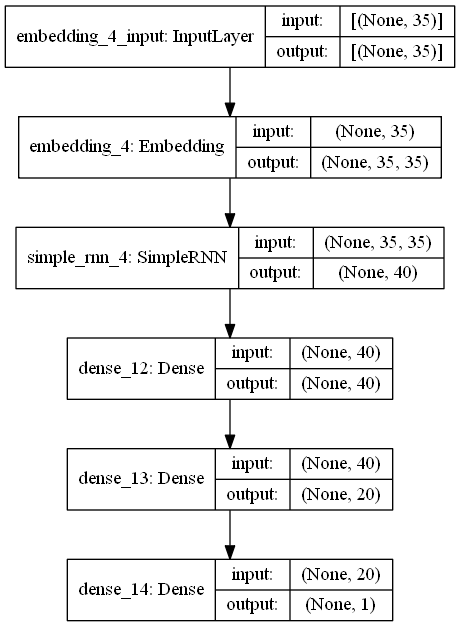 embedding_4_input: InputLayer input: [(None, 35)]
output: [(None, 35)]
embedding_4: Embedding input: (None, 35)
output: (None, 35, 35)
simple_rnn_4: SimpleRNN input: (None, 35, 35)
output: (None, 40)
dense_12: Dense input: (None, 40)
output: (None, 40)
dense_13: Dense input: (None, 40)
output: (None, 20)
dense_14: Dense input: (None, 20)
output: (None, 1)